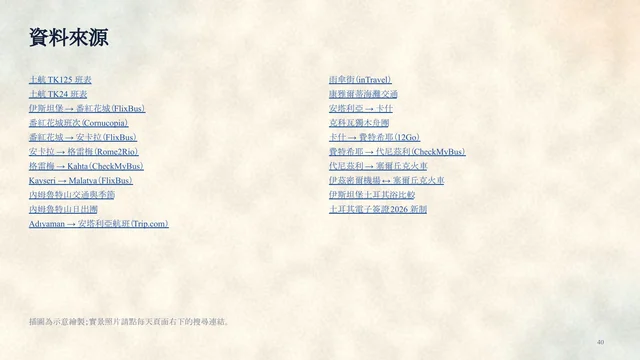 資料來源
土航 TK125 班表
土航 TK24 班表
伊斯坦堡 → 番紅花城（FlixBus）
番紅花城班次（Cornucopia）
番紅花城 → 安卡拉（FlixBus）
安卡拉 → 格雷梅（Rome2Rio）
格雷梅 → Kahta（CheckMyBus）
Kayseri → Malatya（FlixBus）
內姆魯特山交通與季節
內姆魯特山日出團
Adıyaman → 安塔利亞航班（Trip.com）
雨傘街（inTravel）
康雅爾蒂海灘交通
安塔利亞 → 卡什
克科瓦獨木舟團
卡什 → 費特希耶（12Go）
費特希耶 → 代尼茲利（CheckMyBus）
代尼茲利 → 塞爾丘克火車
伊茲密爾機場 ↔ 塞爾丘克火車
伊斯坦堡土耳其浴比較
土耳其電子簽證 2026 新制
插圖為示意繪製；實景照片請點每天頁面右下的搜尋連結。
40